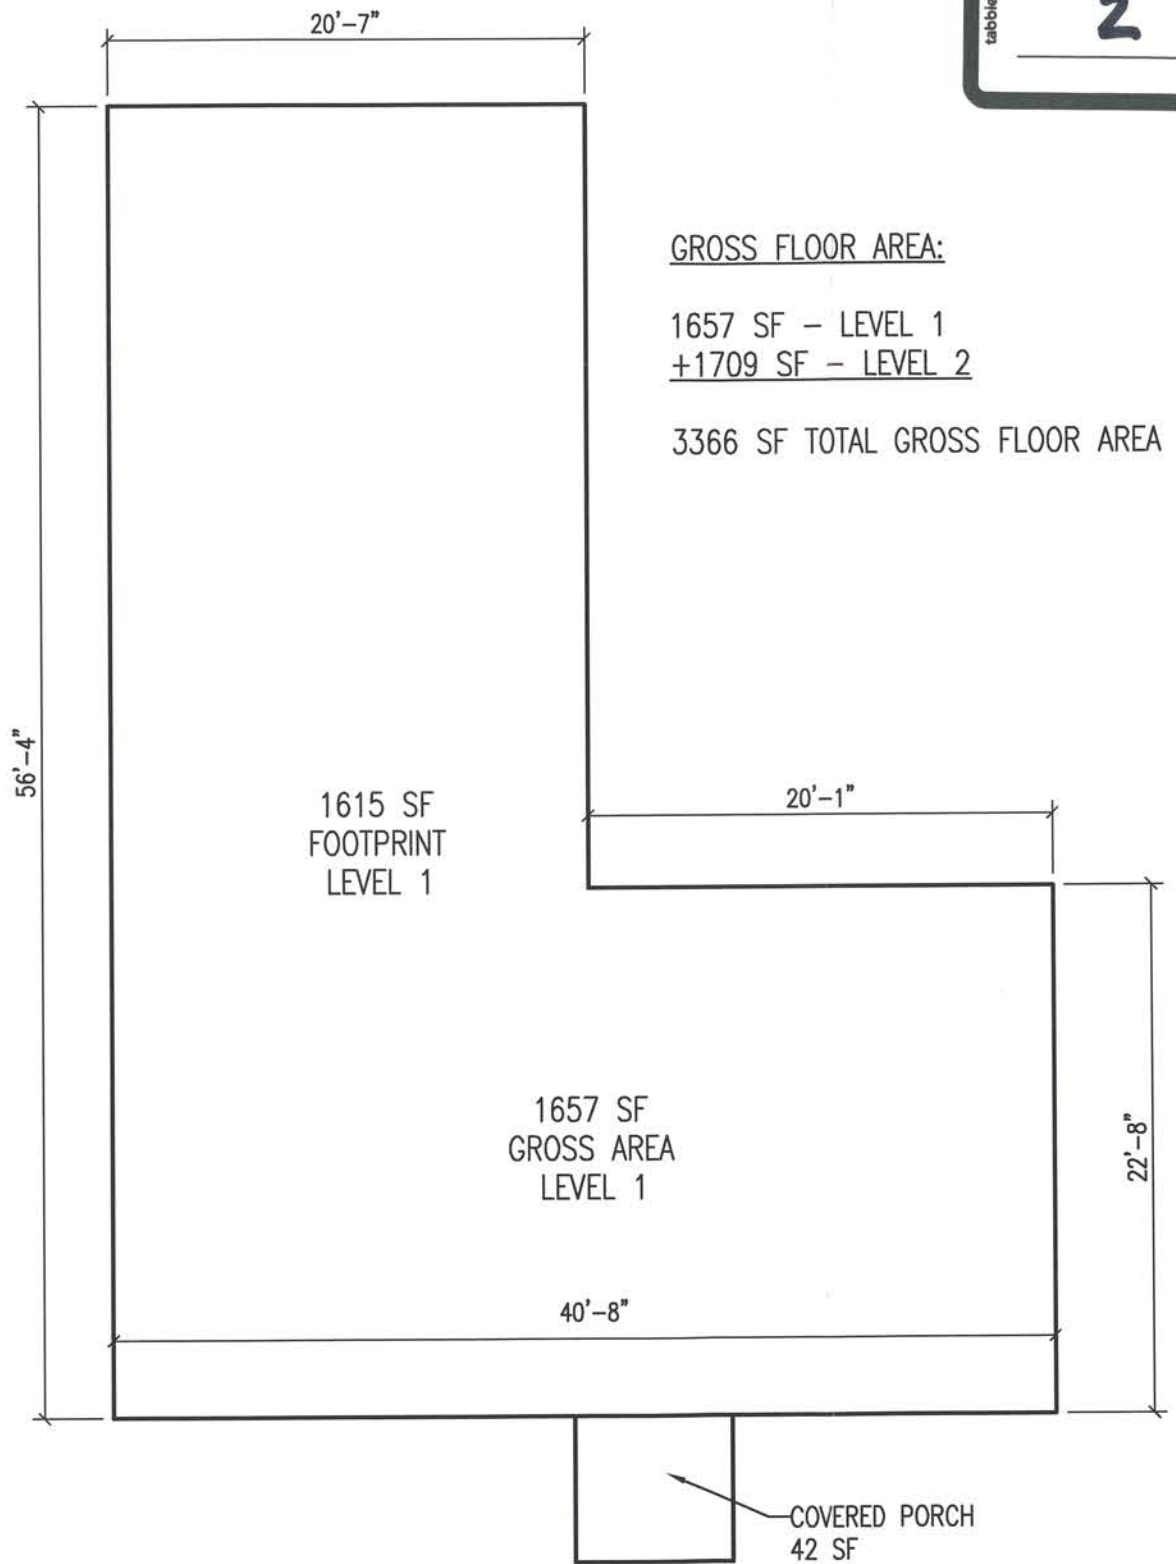 20'-7"
tabbie
2
GROSS FLOOR AREA:
1657 SF - LEVEL 1
+1709 SF - LEVEL 2
3366 SF TOTAL GROSS FLOOR AREA
56'-4"
1615 SF
FOOTPRINT
LEVEL 1
20'-1"
1657 SF
GROSS AREA
LEVEL 1
22'-8"
40'-8"
COVERED PORCH
42 SF